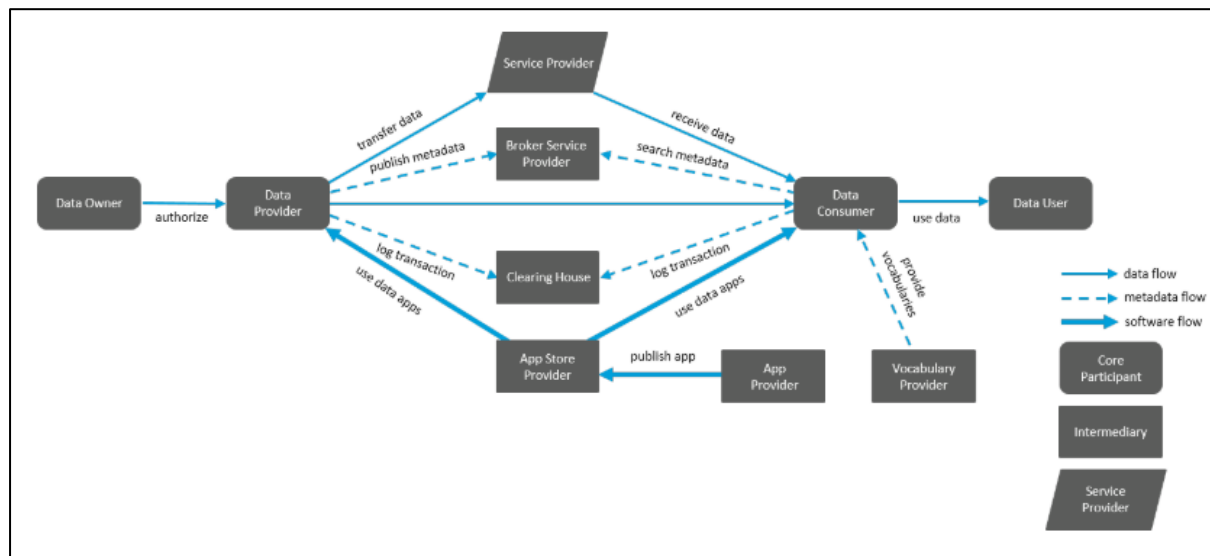 Service Provider
transfer data
receive data
publish metadata
Broker Service
Provider
search metadata
Data Owner
authorize
Data
Provider
Data
Consumer
use data
Data User
log transaction
Clearing House
log transaction
use data apps
use data apps
provide
vocabularies
App Store
Provider
publish app
App
Provider
Vocabulary
Provider
data flow
metadata flow
software flow
Core
Participant
Intermediary
Service
Provider